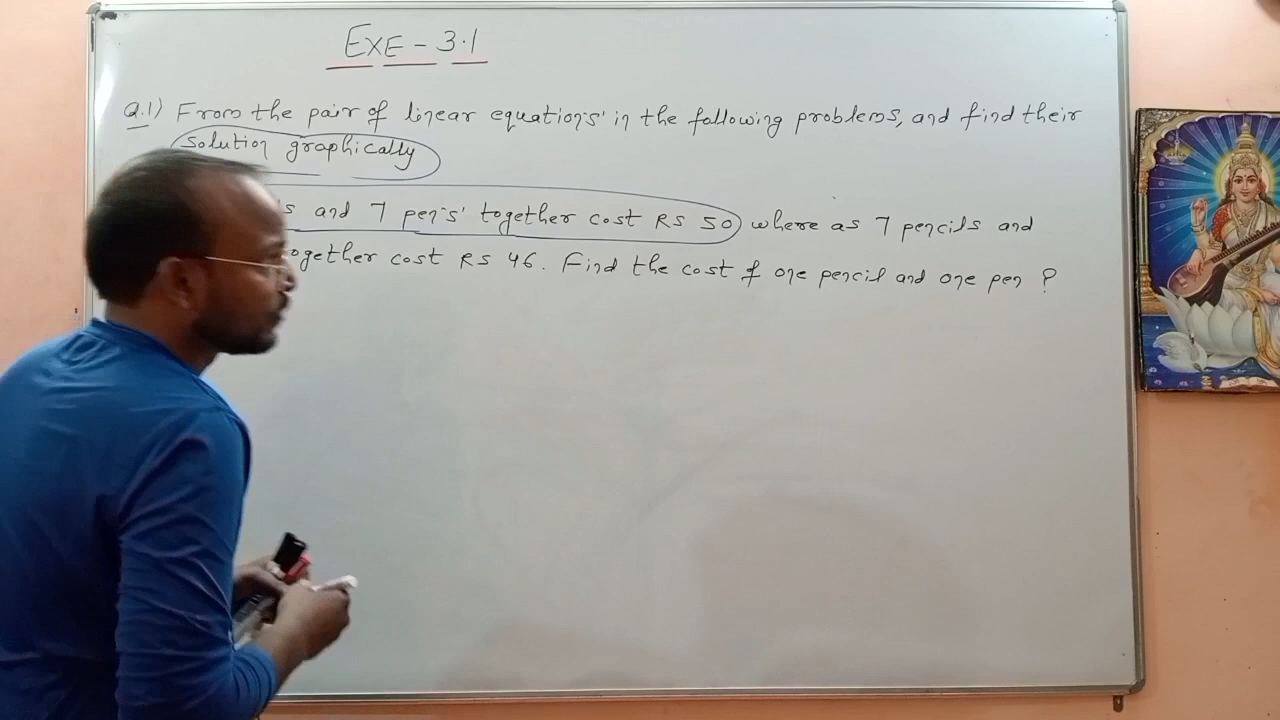 EXE - 3.1
Q.1) From the pair of linear equations in the following problems, and find their
solution graphically
s and 7 pens together cost RS 50 where as 7 pencils and
together cost RS 46. Find the cost of one pencil and one pen ?